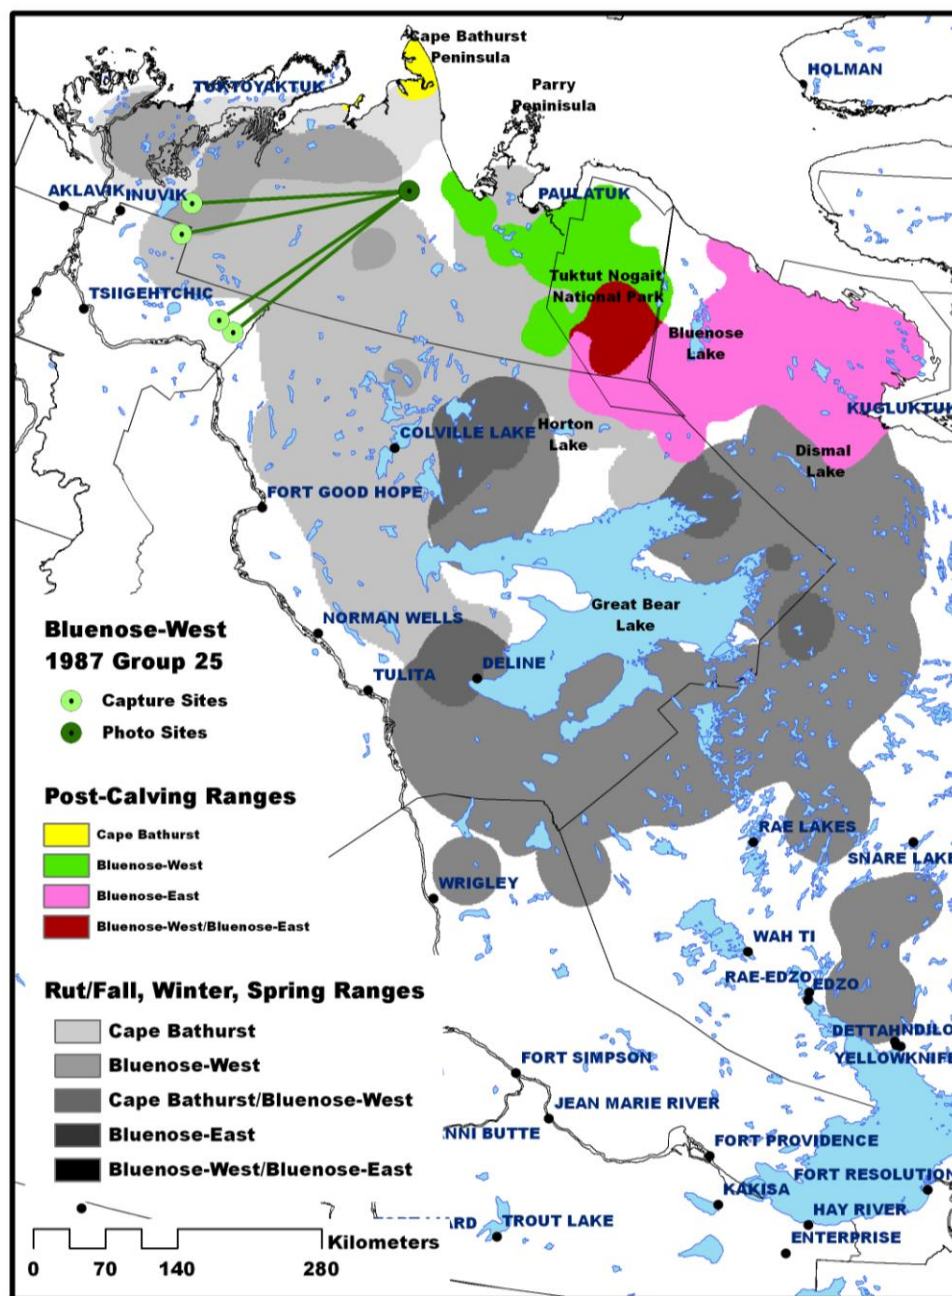 Cape Bathurst
Peninsula
HOLMAN
TUKTOYAKTUK
Parry
Peninisula
AKLAVIK
INUVIK
PAULATUK
Tuktut Nogait
National Park
TSIIGEHTCHIC
Bluenose
Lake
KUGLUKTUK
Horton
Lake
COLVILLE LAKE
Dismal
Lake
FORT GOOD HOPE
Great Bear
Lake
NORMAN WELLS
DELINE
TULITA
Bluenose-West
1987 Group 25
Capture Sites
Photo Sites
Post-Calving Ranges
Cape Bathurst
Bluenose-West
Bluenose-East
Bluenose-West/Bluenose-East
RAE LAKES
SNARE LAKE
WRIGLEY
WAH TI
RAE-EDZO
EDZO
DETTAH
NDILO
YELLOWKNIFE
Rut/Fall, Winter, Spring Ranges
Cape Bathurst
Bluenose-West
Cape Bathurst/Bluenose-West
Bluenose-East
Bluenose-West/Bluenose-East
FORT SIMPSON
JEAN MARIE RIVER
NNI BUTTE
FORT PROVIDENCE
FORT RESOLUTION
KAKISA
HAY RIVER
ARD
TROUT LAKE
ENTERPRISE
Kilometers
0 70 140 280